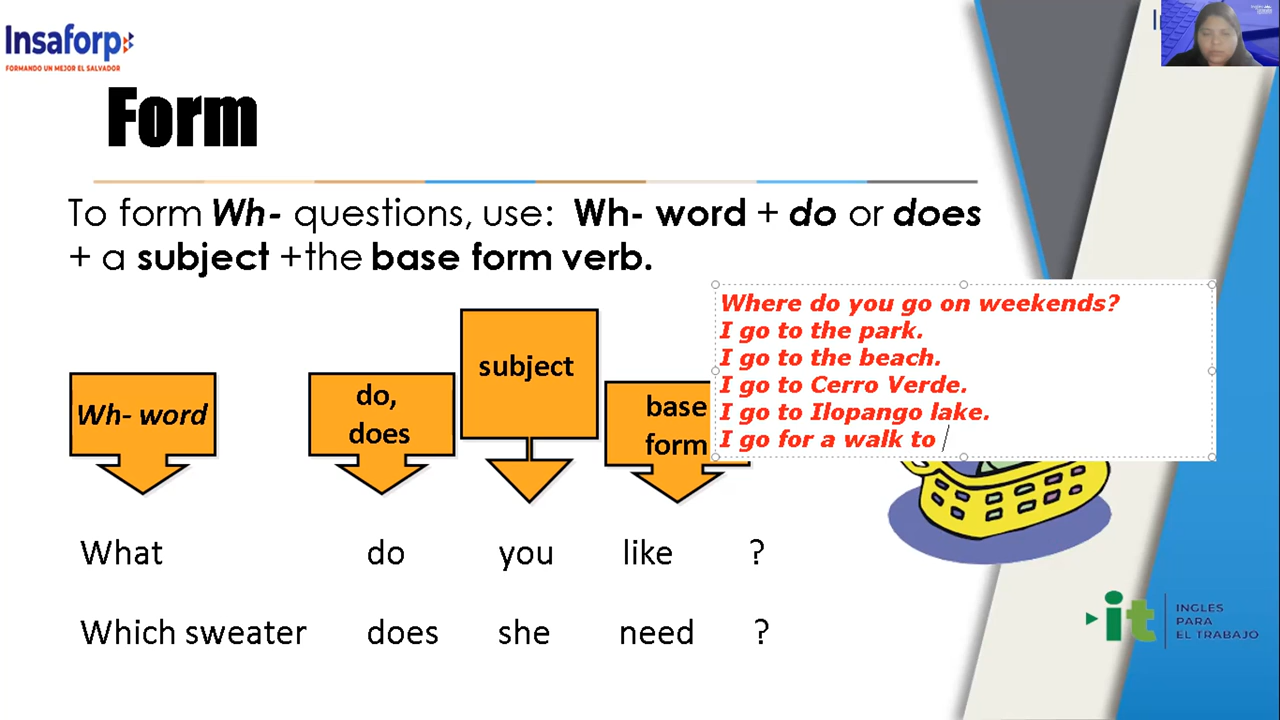 Insaforp
FORMANDO UN MEJOR EL SALVADOR
Form
To form Wh- questions, use: Wh- word + do or does
+ a subject +the base form verb.
Where do you go on weekends?
I go to the park.
I go to the beach.
I go to Cerro Verde.
I go to Ilopango lake.
I go for a walk to
Wh- word
do,
does
subject
base
form
What do you like ?
Which sweater does she need ?
it
INGLES
PARA
EL TRABAJO